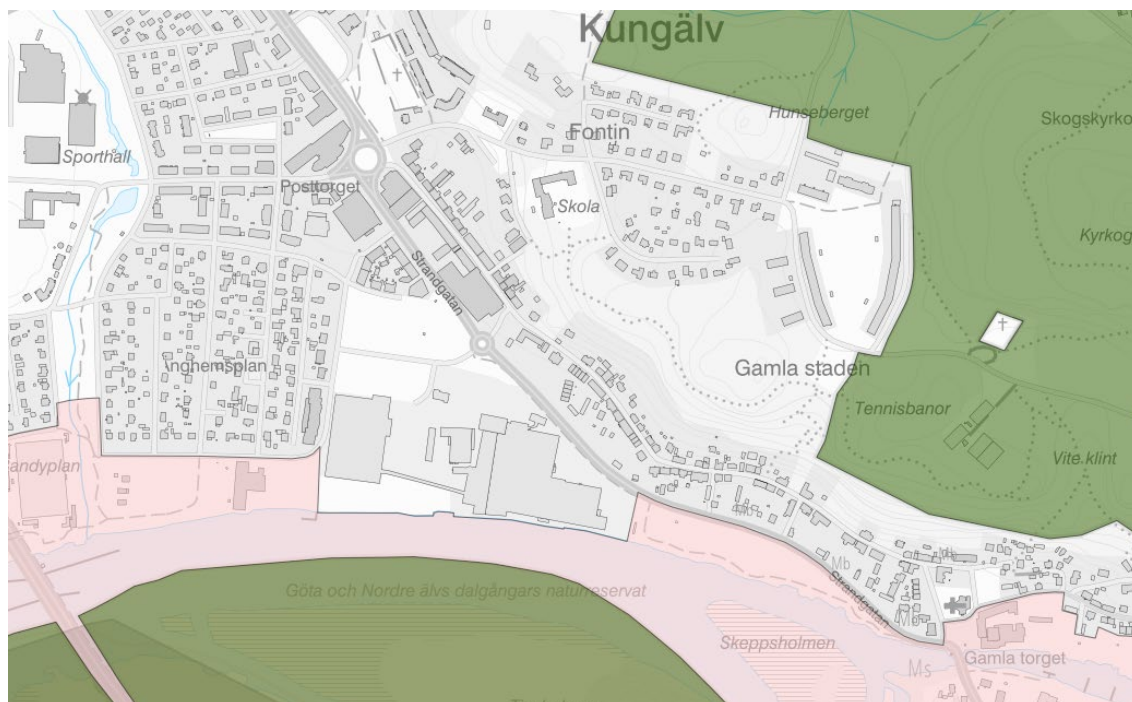 Kungälv
Hunseberget
Skogskyrko
Fontin
Sporthall
Posttorget
Skola
Kyrkog
Strandgatan
Gamla staden
Inghemsplan
Tennisbanor
Vite klint
andyplan
Mb
Mb
Strandgatan
Göta och Nordre älvs dalgångars naturreservat
Skeppsholmen
Gamla torget
Ms